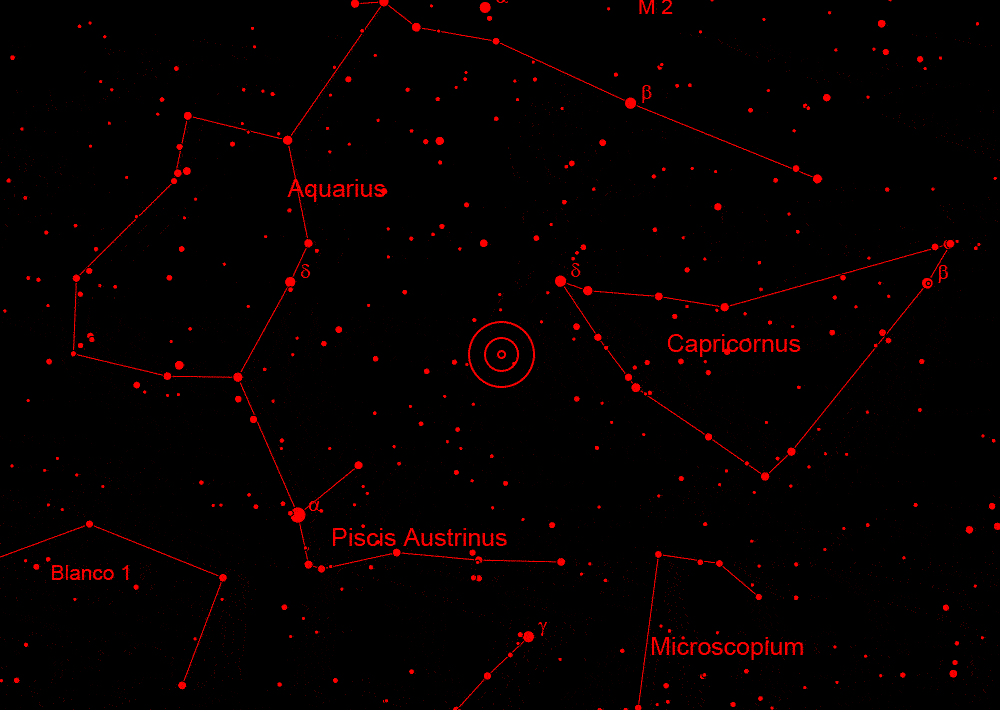 M 2
β
Aquarius
δ
δ
β
Capricornus
α
Piscis Austrinus
Blanco 1
γ
Microscopium